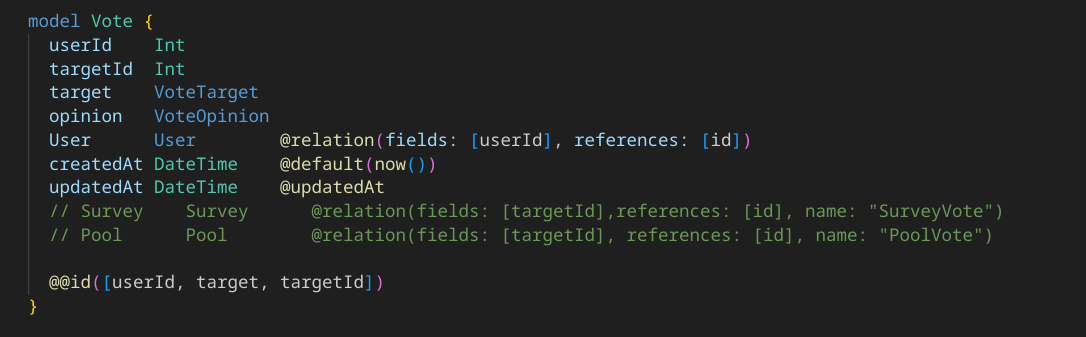 model Vote {
userId Int
targetId Int
target VoteTarget
opinion VoteOpinion
User User @relation(fields: [userId], references: [id])
createdAt DateTime @default(now())
updatedAt DateTime @updatedAt
// Survey Survey @relation(fields: [targetId],references: [id], name: "SurveyVote")
// Pool Pool @relation(fields: [targetId], references: [id], name: "PoolVote")
@@id([userId, target, targetId])
}